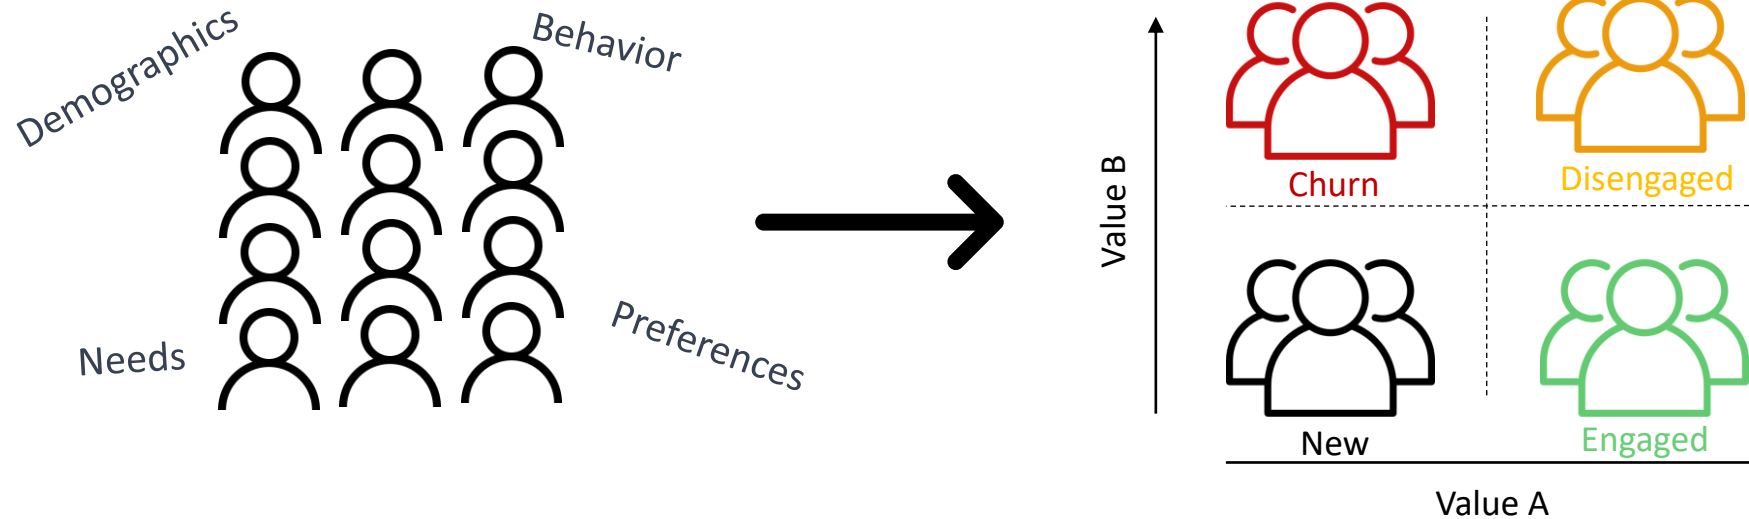 Demographics
Behavior
Needs
Preferences
Value B
Churn
Disengaged
New
Engaged
Value A